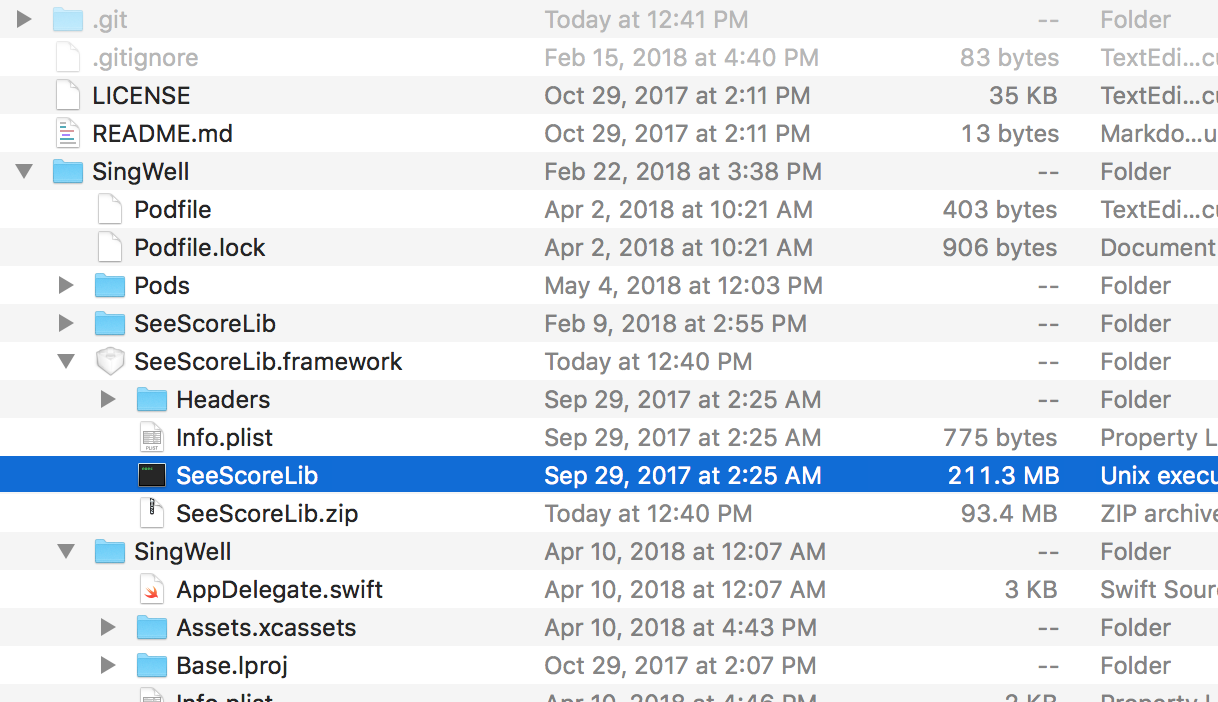 .git Today at 12:41 PM -- Folder
.gitignore Feb 15, 2018 at 4:40 PM 83 bytes TextEdi...cu
LICENSE Oct 29, 2017 at 2:11 PM 35 KB TextEdi...cu
README.md Oct 29, 2017 at 2:11 PM 13 bytes Markdo...u
SingWell Feb 22, 2018 at 3:38 PM -- Folder
Podfile Apr 2, 2018 at 10:21 AM 403 bytes TextEdi...cu
Podfile.lock Apr 2, 2018 at 10:21 AM 906 bytes Document
Pods May 4, 2018 at 12:03 PM -- Folder
SeeScoreLib Feb 9, 2018 at 2:55 PM -- Folder
SeeScoreLib.framework Today at 12:40 PM -- Folder
Headers Sep 29, 2017 at 2:25 AM -- Folder
Info.plist Sep 29, 2017 at 2:25 AM 775 bytes Property L
SeeScoreLib Sep 29, 2017 at 2:25 AM 211.3 MB Unix execu
SeeScoreLib.zip Today at 12:40 PM 93.4 MB ZIP archive
SingWell Apr 10, 2018 at 12:07 AM -- Folder
AppDelegate.swift Apr 10, 2018 at 12:07 AM 3 KB Swift Sour
Assets.xcassets Apr 10, 2018 at 4:43 PM -- Folder
Base.lproj Oct 29, 2017 at 2:07 PM -- Folder
Info.plist Apr 10, 2018 at 4:46 PM 2 KB Property L